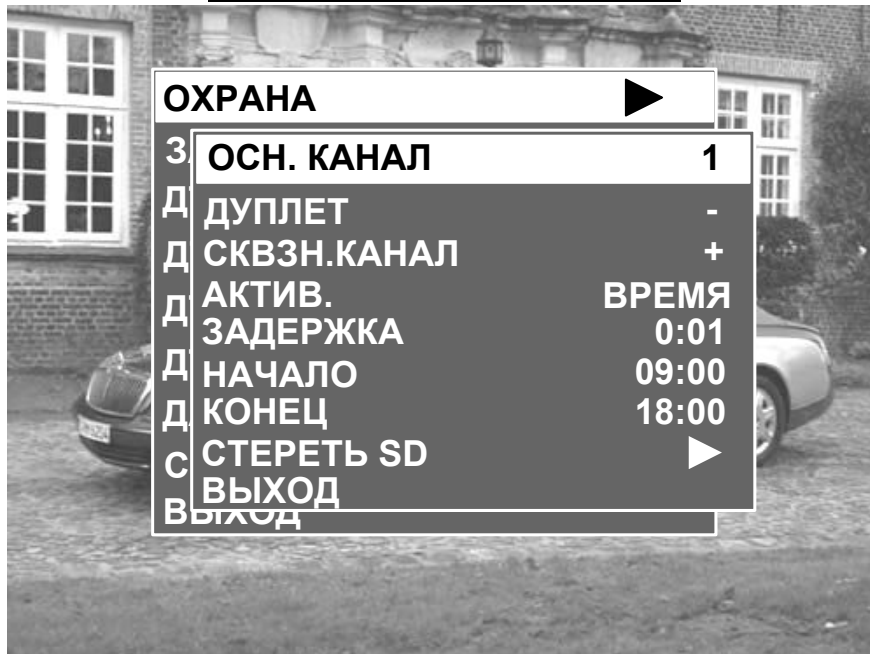 ОХРАНА ▶
ОСН. КАНАЛ 1
ДУПЛЕТ -
СКВЗН.КАНАЛ +
АКТИВ. ВРЕМЯ
ЗАДЕРЖКА 0:01
НАЧАЛО 09:00
КОНЕЦ 18:00
СТЕРЕТЬ SD ▶
ВЫХОД
ВЫХОД